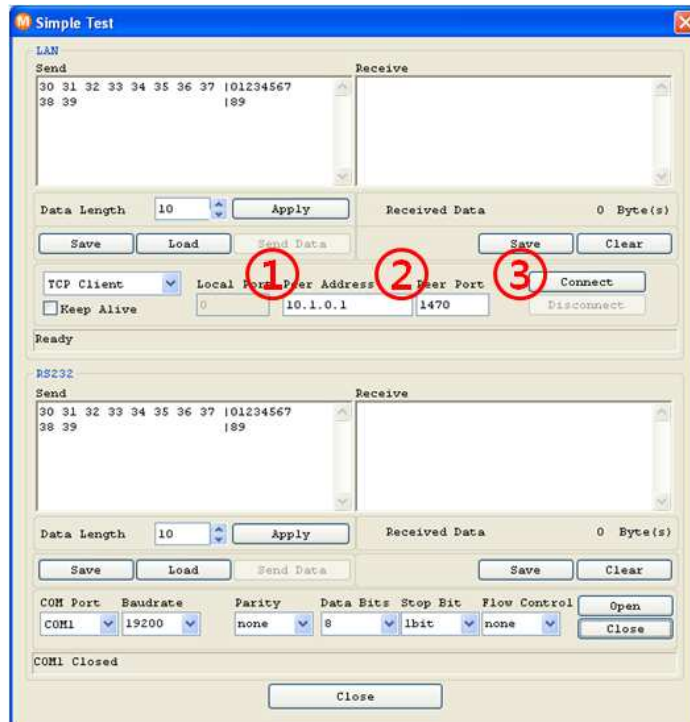 Simple Test
LAN
Send
Receive
30 31 32 33 34 35 36 37 |01234567
38 39 |89
Data Length 10 Apply
Received Data 0 Byte(s)
Save Load Send Data
Save Clear
① ② ③
TCP Client Local Port Peer Address Peer Port Connect
Keep Alive 0 10.1.0.1 1470 Disconnect
Ready
RS232
Send
Receive
30 31 32 33 34 35 36 37 |01234567
38 39 |89
Data Length 10 Apply
Received Data 0 Byte(s)
Save Load Send Data
Save Clear
COM Port Baudrate Parity Data Bits Stop Bit Flow Control Open
COM1 19200 none 8 1bit none Close
COM1 Closed
Close